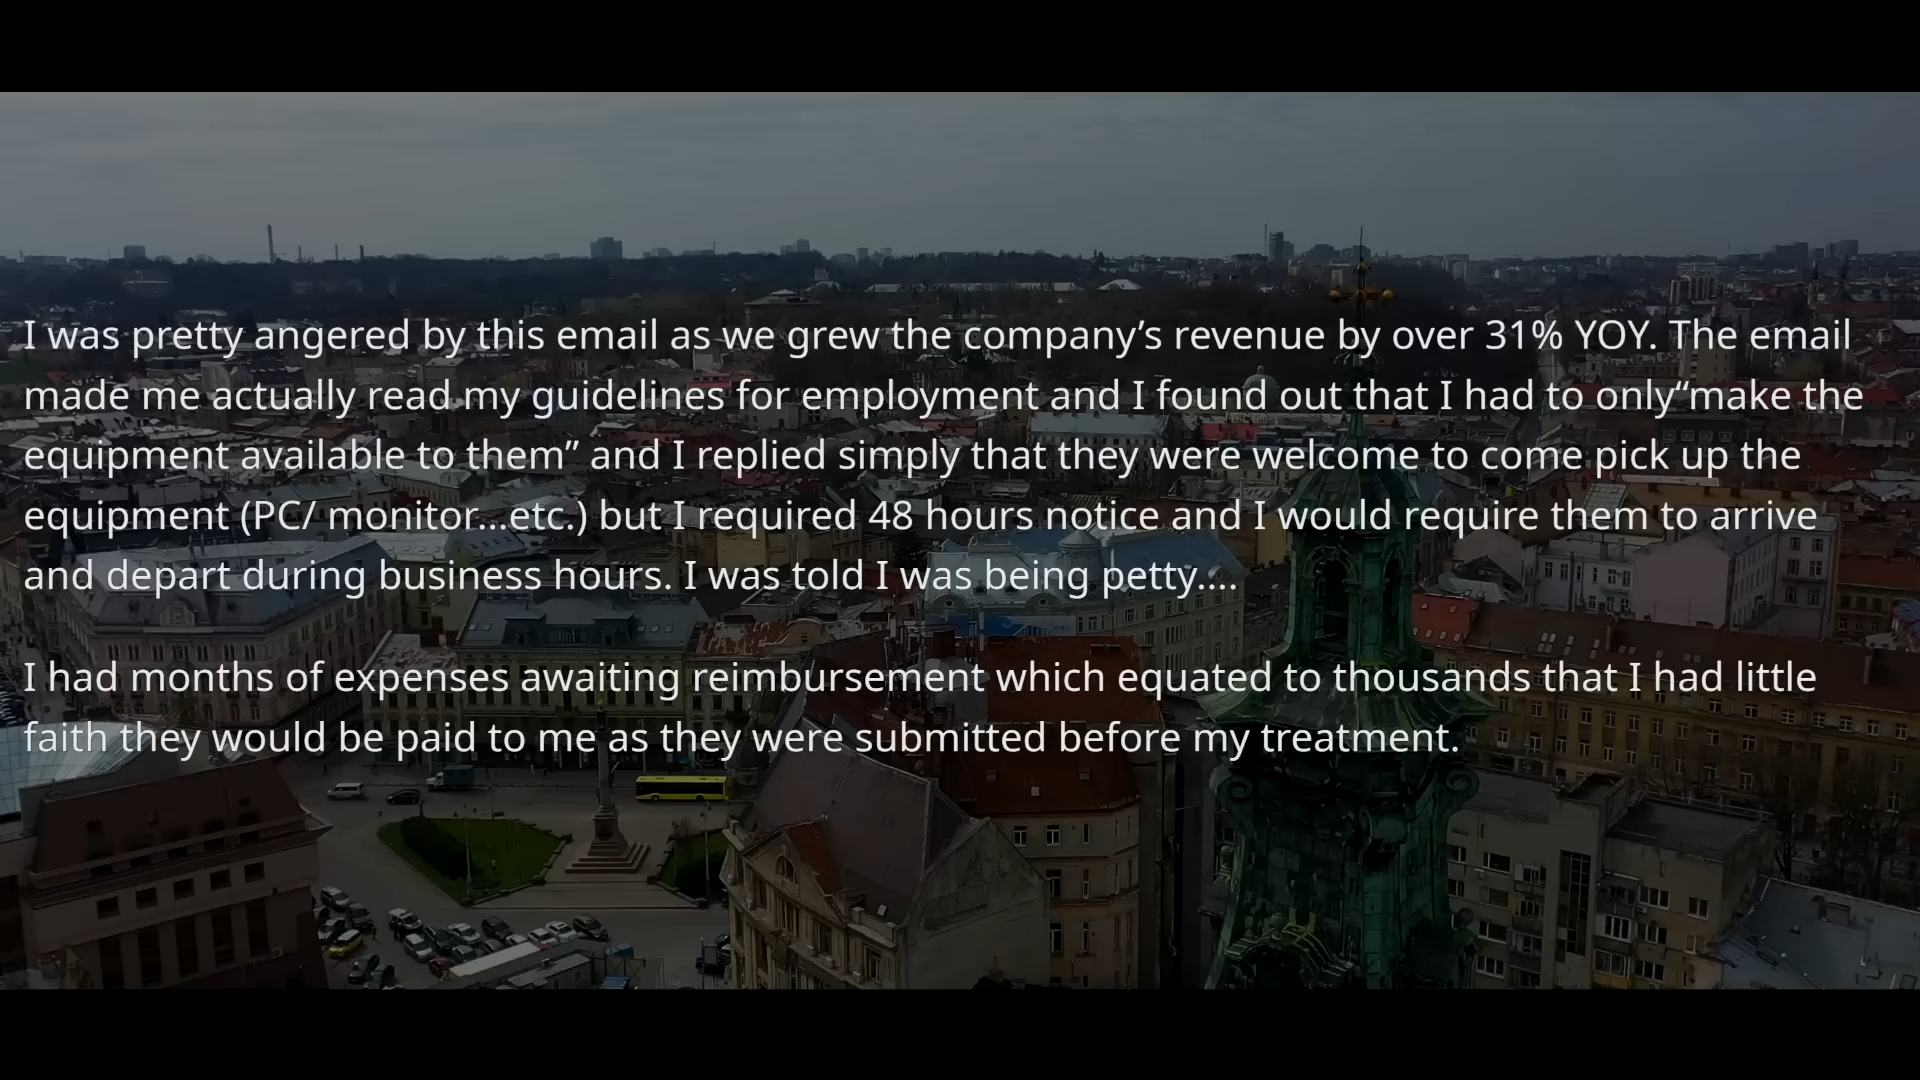 I was pretty angered by this email as we grew the company’s revenue by over 31% YOY. The email
made me actually read my guidelines for employment and I found out that I had to only“make the
equipment available to them” and I replied simply that they were welcome to come pick up the
equipment (PC/ monitor...etc.) but I required 48 hours notice and I would require them to arrive
and depart during business hours. I was told I was being petty....
I had months of expenses awaiting reimbursement which equated to thousands that I had little
faith they would be paid to me as they were submitted before my treatment.